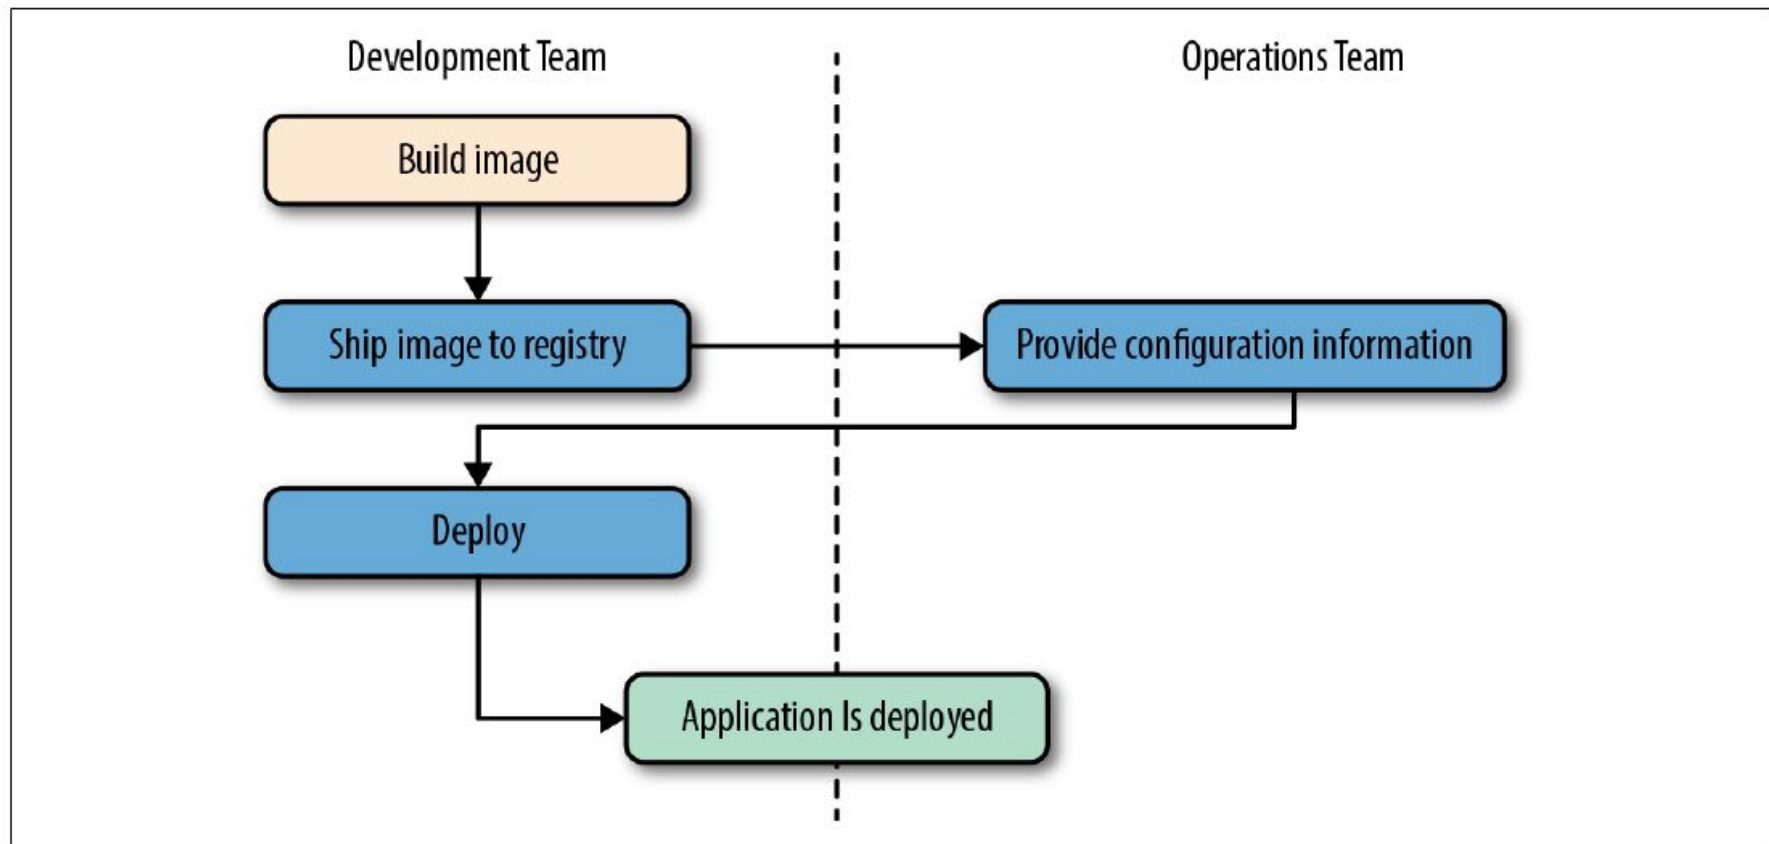 Development Team
Operations Team
Build image
Ship image to registry
Provide configuration information
Deploy
Application Is deployed